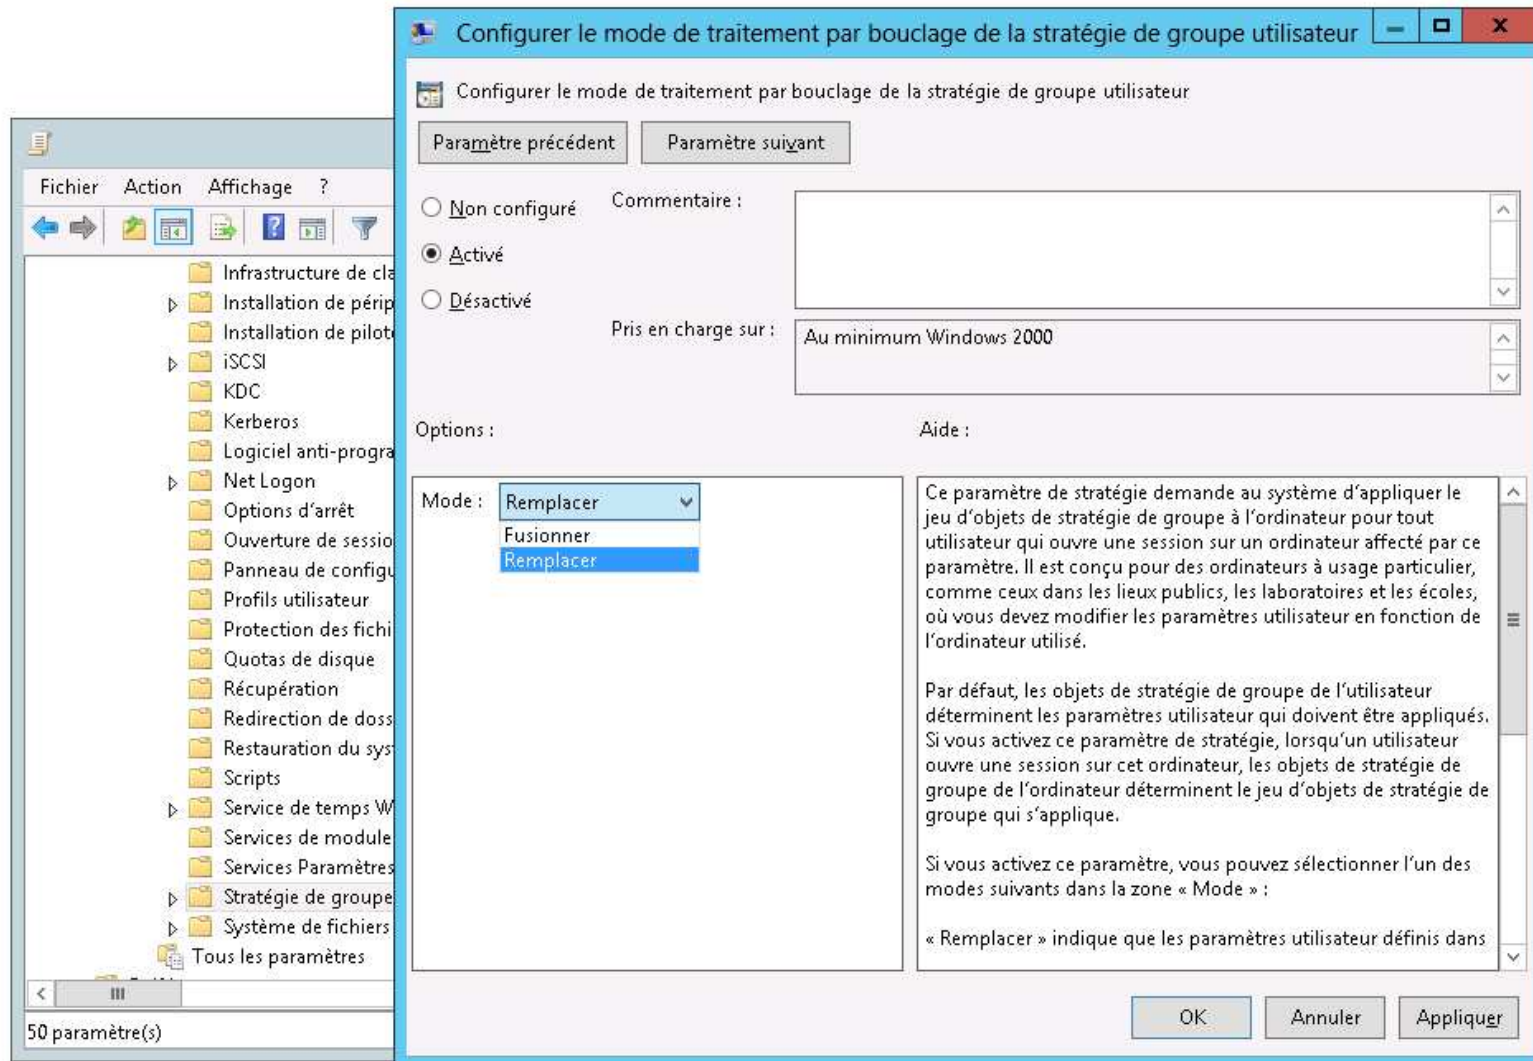 Configurer le mode de traitement par bouclage de la stratégie de groupe utilisateur
Configurer le mode de traitement par bouclage de la stratégie de groupe utilisateur
Paramètre précédent
Paramètre suivant
Fichier Action Affichage ?
Non configuré
Activé
Désactivé
Commentaire :
Pris en charge sur :
Au minimum Windows 2000
Infrastructure de cla
Installation de périp
Installation de pilot
iSCSI
KDC
Kerberos
Logiciel anti-progra
Net Logon
Options d'arrêt
Ouverture de sessio
Panneau de configu
Profils utilisateur
Protection des fichi
Quotas de disque
Récupération
Redirection de doss
Restauration du sys
Scripts
Service de temps W
Services de module
Services Paramètres
Stratégie de groupe
Système de fichiers
Tous les paramètres
50 paramètre(s)
Options :
Mode : Remplacer
Fusionner
Remplacer
Aide :
Ce paramètre de stratégie demande au système d'appliquer le
jeu d'objets de stratégie de groupe à l'ordinateur pour tout
utilisateur qui ouvre une session sur un ordinateur affecté par ce
paramètre. Il est conçu pour des ordinateurs à usage particulier,
comme ceux dans les lieux publics, les laboratoires et les écoles,
où vous devez modifier les paramètres utilisateur en fonction de
l'ordinateur utilisé.
Par défaut, les objets de stratégie de groupe de l'utilisateur
déterminent les paramètres utilisateur qui doivent être appliqués.
Si vous activez ce paramètre de stratégie, lorsqu'un utilisateur
ouvre une session sur cet ordinateur, les objets de stratégie de
groupe de l'ordinateur déterminent le jeu d'objets de stratégie de
groupe qui s'applique.
Si vous activez ce paramètre, vous pouvez sélectionner l'un des
modes suivants dans la zone « Mode » :
« Remplacer » indique que les paramètres utilisateur définis dans
OK
Annuler
Appliquer